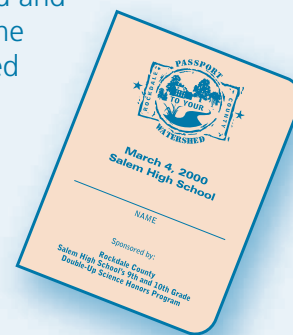 d and
ne
ed
PASSPORT
ROCKDALE
COUNTY
TO YOUR
WATERSHED
March 4, 2000
Salem High School
NAME
Sponsored by:
Rockdale County
Salem High School's 9th and 10th Grade
Double-Up Science Honors Program